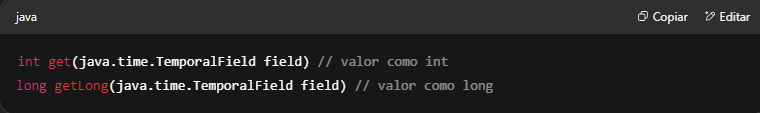 java
Copiar
Editar
int get(java.time.TemporalField field) // valor como int
long getLong(java.time.TemporalField field) // valor como long